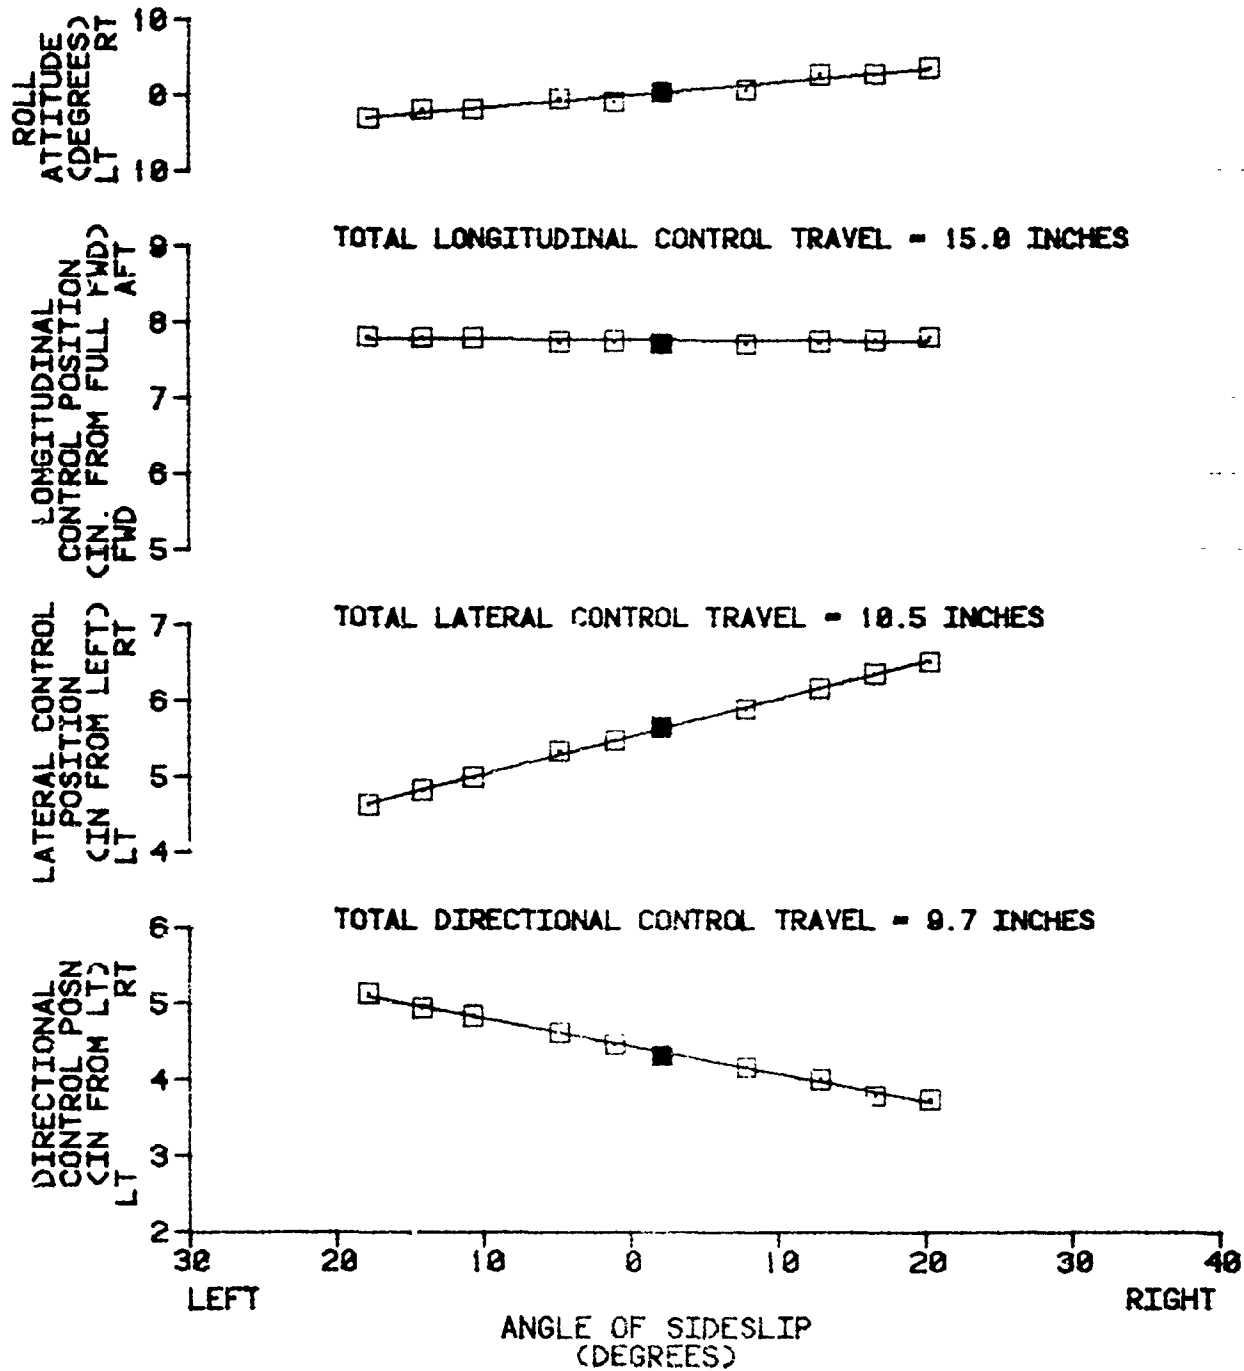 ROLL
ATTITUDE
(DEGREES)
LT RT
10
0
10
TOTAL LONGITUDINAL CONTROL TRAVEL = 15.0 INCHES
LONGITUDINAL
CONTROL POSITION
(IN. FROM FULL FWD)
FWD AFT
9
8
7
6
5
TOTAL LATERAL CONTROL TRAVEL = 10.5 INCHES
LATERAL CONTROL
POSITION
(IN FROM LEFT)
LT RT
7
6
5
4
TOTAL DIRECTIONAL CONTROL TRAVEL = 9.7 INCHES
DIRECTIONAL
CONTROL POSN
(IN FROM LT)
LT RT
6
5
4
3
2
30 20 10 0 10 20 30 40
LEFT RIGHT
ANGLE OF SIDESLIP
(DEGREES)